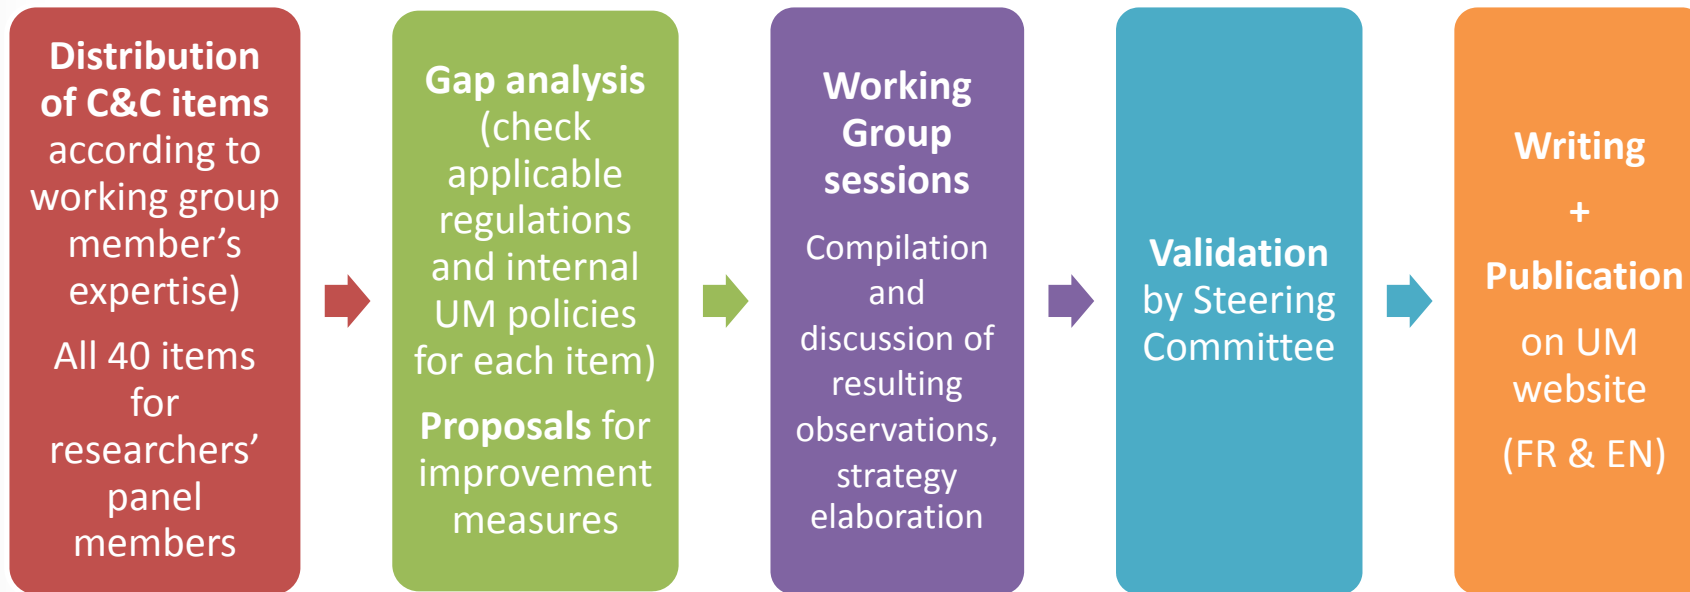 Distribution
of C&C items
according to
working group
member’s
expertise)
All 40 items
for
researchers’
panel
members
Gap analysis
(check
applicable
regulations
and internal
UM policies
for each item)
Proposals for
improvement
measures
Working
Group
sessions
Compilation
and
discussion of
resulting
observations,
strategy
elaboration
Validation
by Steering
Committee
Writing
+
Publication
on UM
website
(FR & EN)